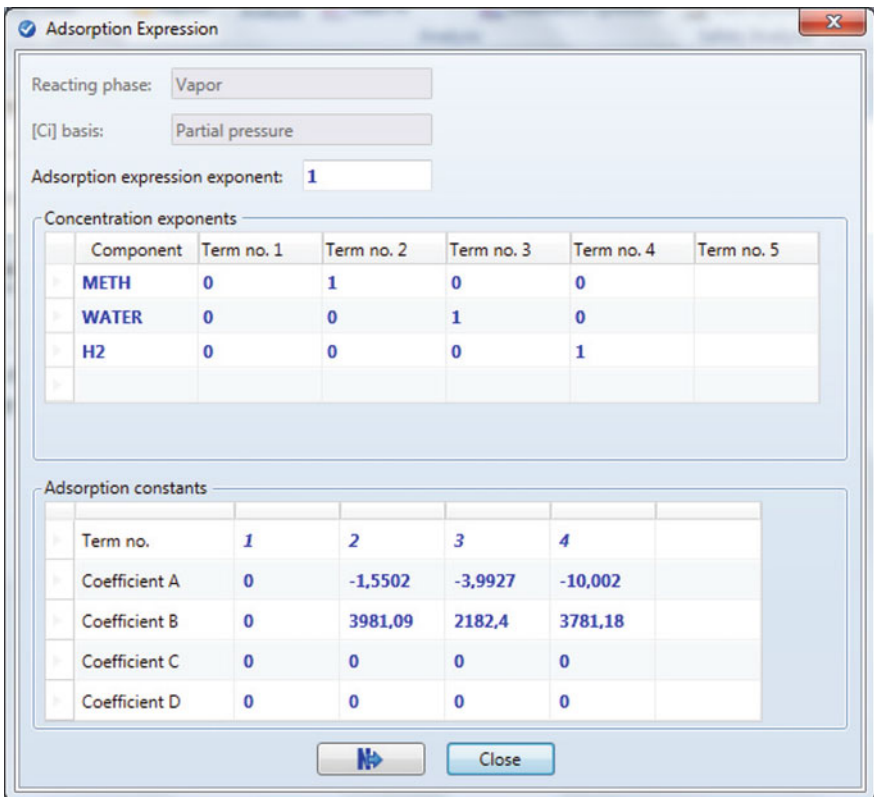 Adsorption Expression
Reacting phase: Vapor
[Ci] basis: Partial pressure
Adsorption expression exponent: 1
Concentration exponents
Component Term no. 1 Term no. 2 Term no. 3 Term no. 4 Term no. 5
METH 0 1 0 0
WATER 0 0 1 0
H2 0 0 0 1
Adsorption constants
Term no. 1 2 3 4
Coefficient A 0 -1,5502 -3,9927 -10,002
Coefficient B 0 3981,09 2182,4 3781,18
Coefficient C 0 0 0 0
Coefficient D 0 0 0 0
N Close